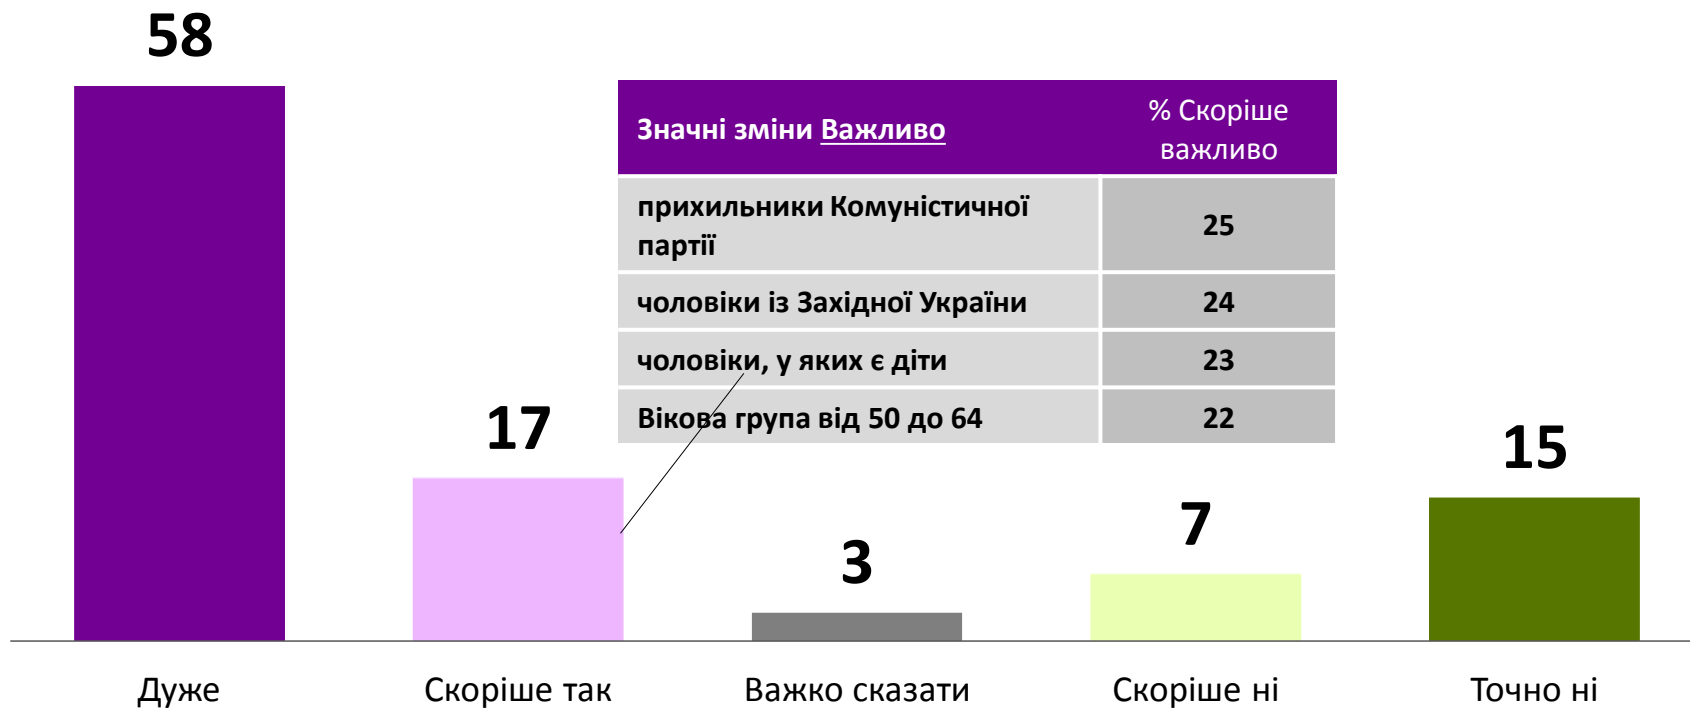 58
Значні зміни Важливо
% Скоріше
важливо
прихильники Комуністичної
партії
25
чоловіки із Західної України
24
чоловіки, у яких є діти
23
Вікова група від 50 до 64
22
17
3
7
15
Дуже
Скоріше так
Важко сказати
Скоріше ні
Точно ні